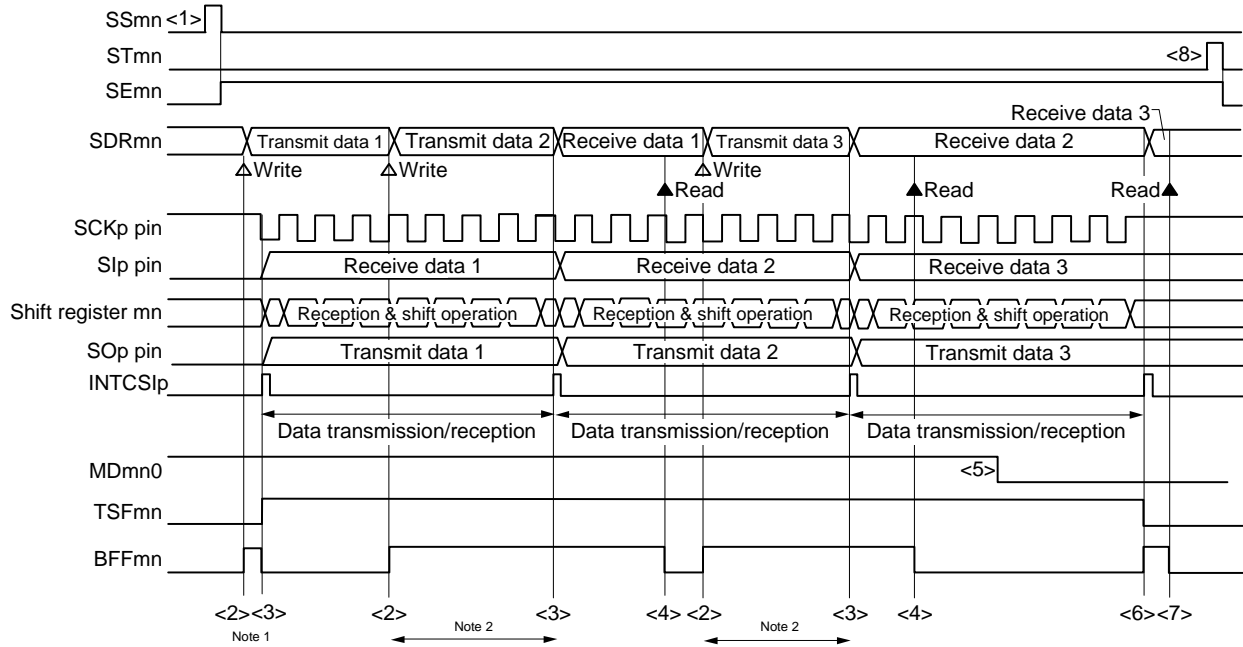 SSmn <1>
STmn <8>
SEmn
Receive data 3
SDRmn Transmit data 1 Transmit data 2 Receive data 1 Transmit data 3 Receive data 2
Write Write Write
Read Read Read
SCKp pin
SIp pin Receive data 1 Receive data 2 Receive data 3
Shift register mn Reception & shift operation Reception & shift operation Reception & shift operation
SOp pin Transmit data 1 Transmit data 2 Transmit data 3
INTCSIp
Data transmission/reception Data transmission/reception Data transmission/reception
MDmn0 <5>
TSFmn
BFFmn
<2> <3> <2> <3> <4> <2> <3> <4> <6> <7>
Note 1 Note 2 Note 2